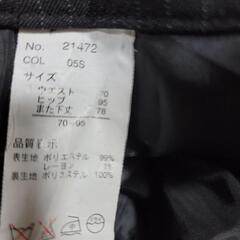 No. 21472
COL 05S
サイズ
ウェスト 70
ヒップ 95
また下丈 78
70-95
品質表示
表生地 ポリエステル 99%
レーヨン 1%
裏生地 ポリエステル 100%